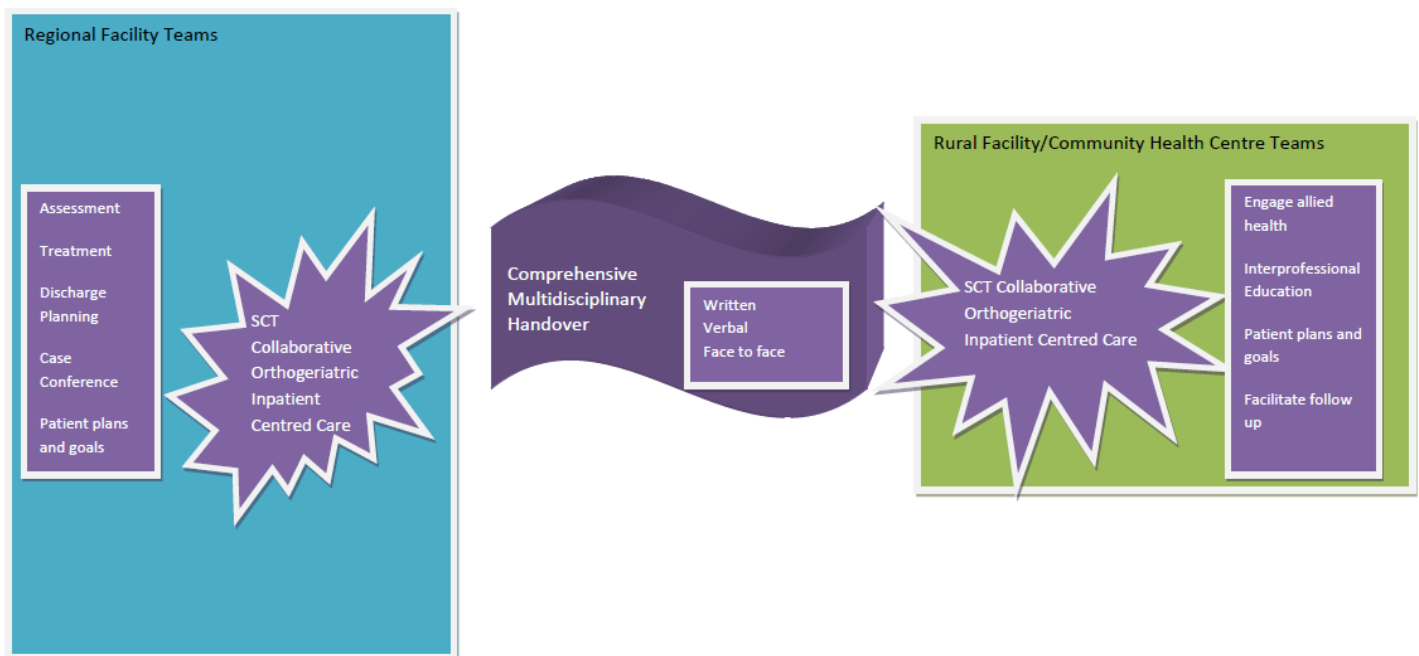 Regional Facility Teams
Assessment
Treatment
Discharge
Planning
Case
Conference
Patient plans
and goals
SCT
Collaborative
Orthogeriatric
Inpatient
Centred Care
Comprehensive
Multidisciplinary
Handover
Written
Verbal
Face to face
Rural Facility/Community Health Centre Teams
SCT Collaborative
Orthogeriatric
Inpatient Centred Care
Engage allied
health
Interprofessional
Education
Patient plans and
goals
Facilitate follow
up